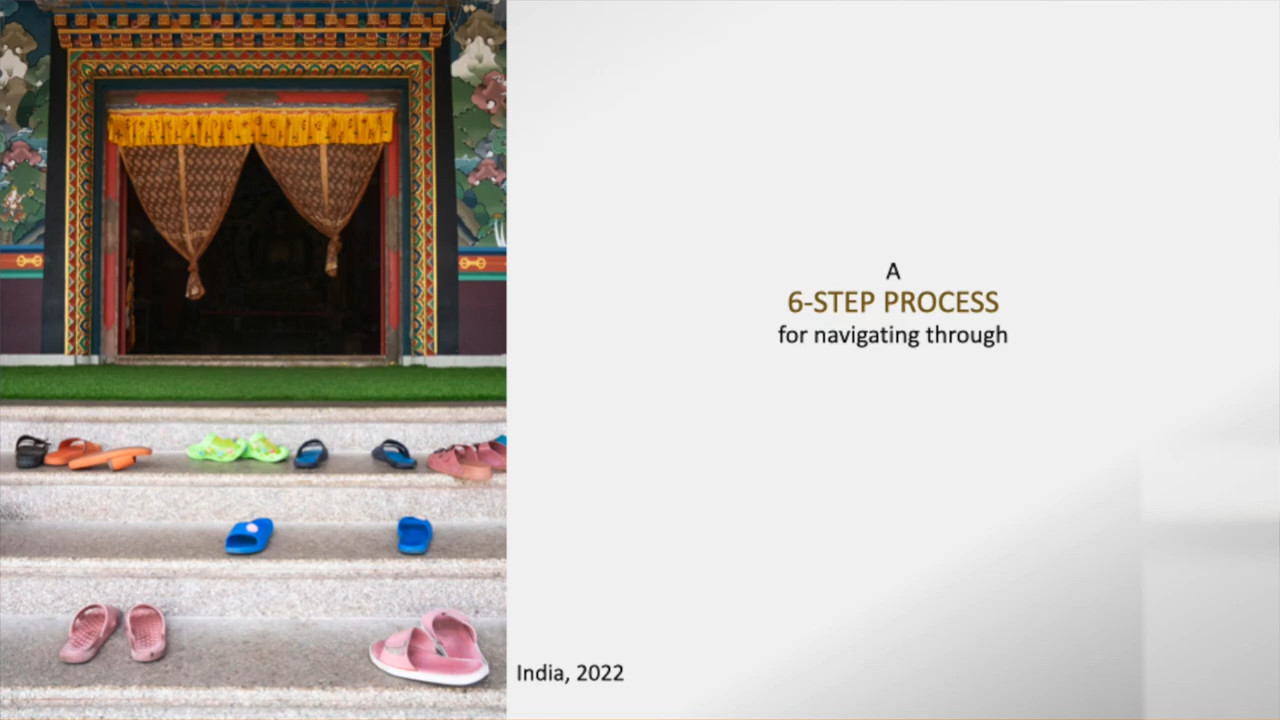 A
6-STEP PROCESS
for navigating through
India, 2022